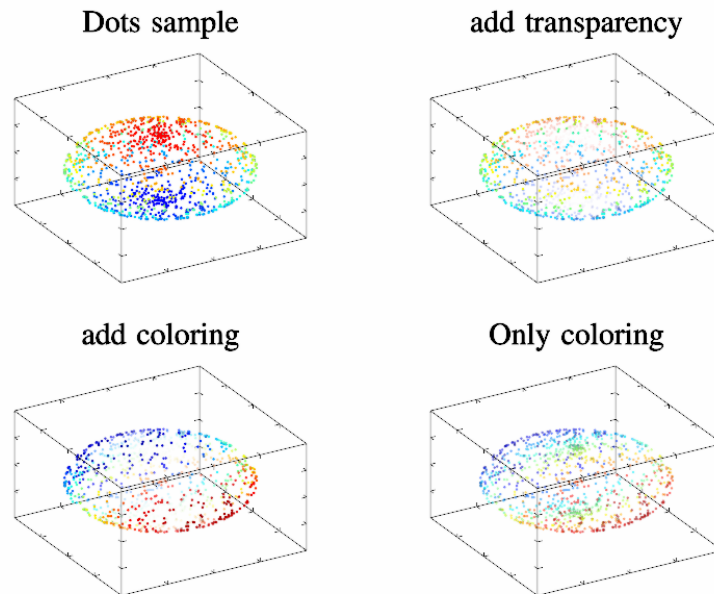 Dots sample
add transparency
add coloring
Only coloring